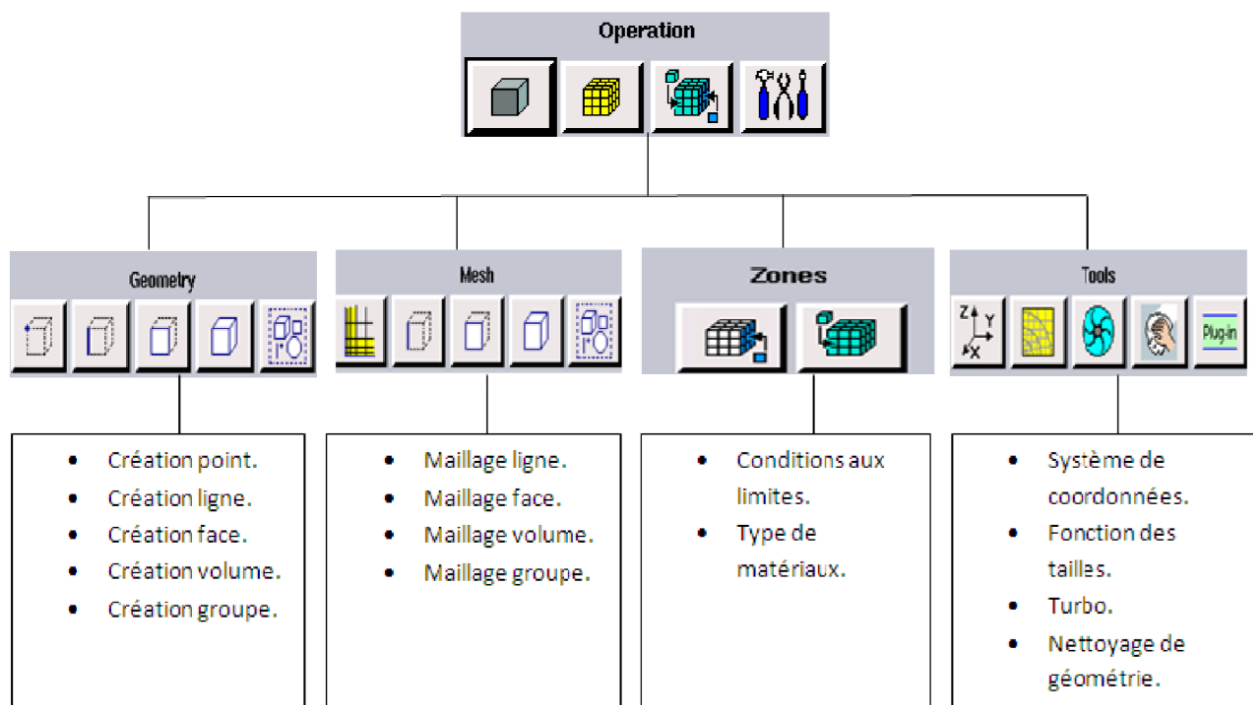 Operation
Geometry
Mesh
Zones
Tools
Z
Y
X
Plug-in
• Création point.
• Création ligne.
• Création face.
• Création volume.
• Création groupe.
• Maillage ligne.
• Maillage face.
• Maillage volume.
• Maillage groupe.
• Conditions aux
limites.
• Type de
matériaux.
• Système de
coordonnées.
• Fonction des
tailles.
• Turbo.
• Nettoyage de
géométrie.